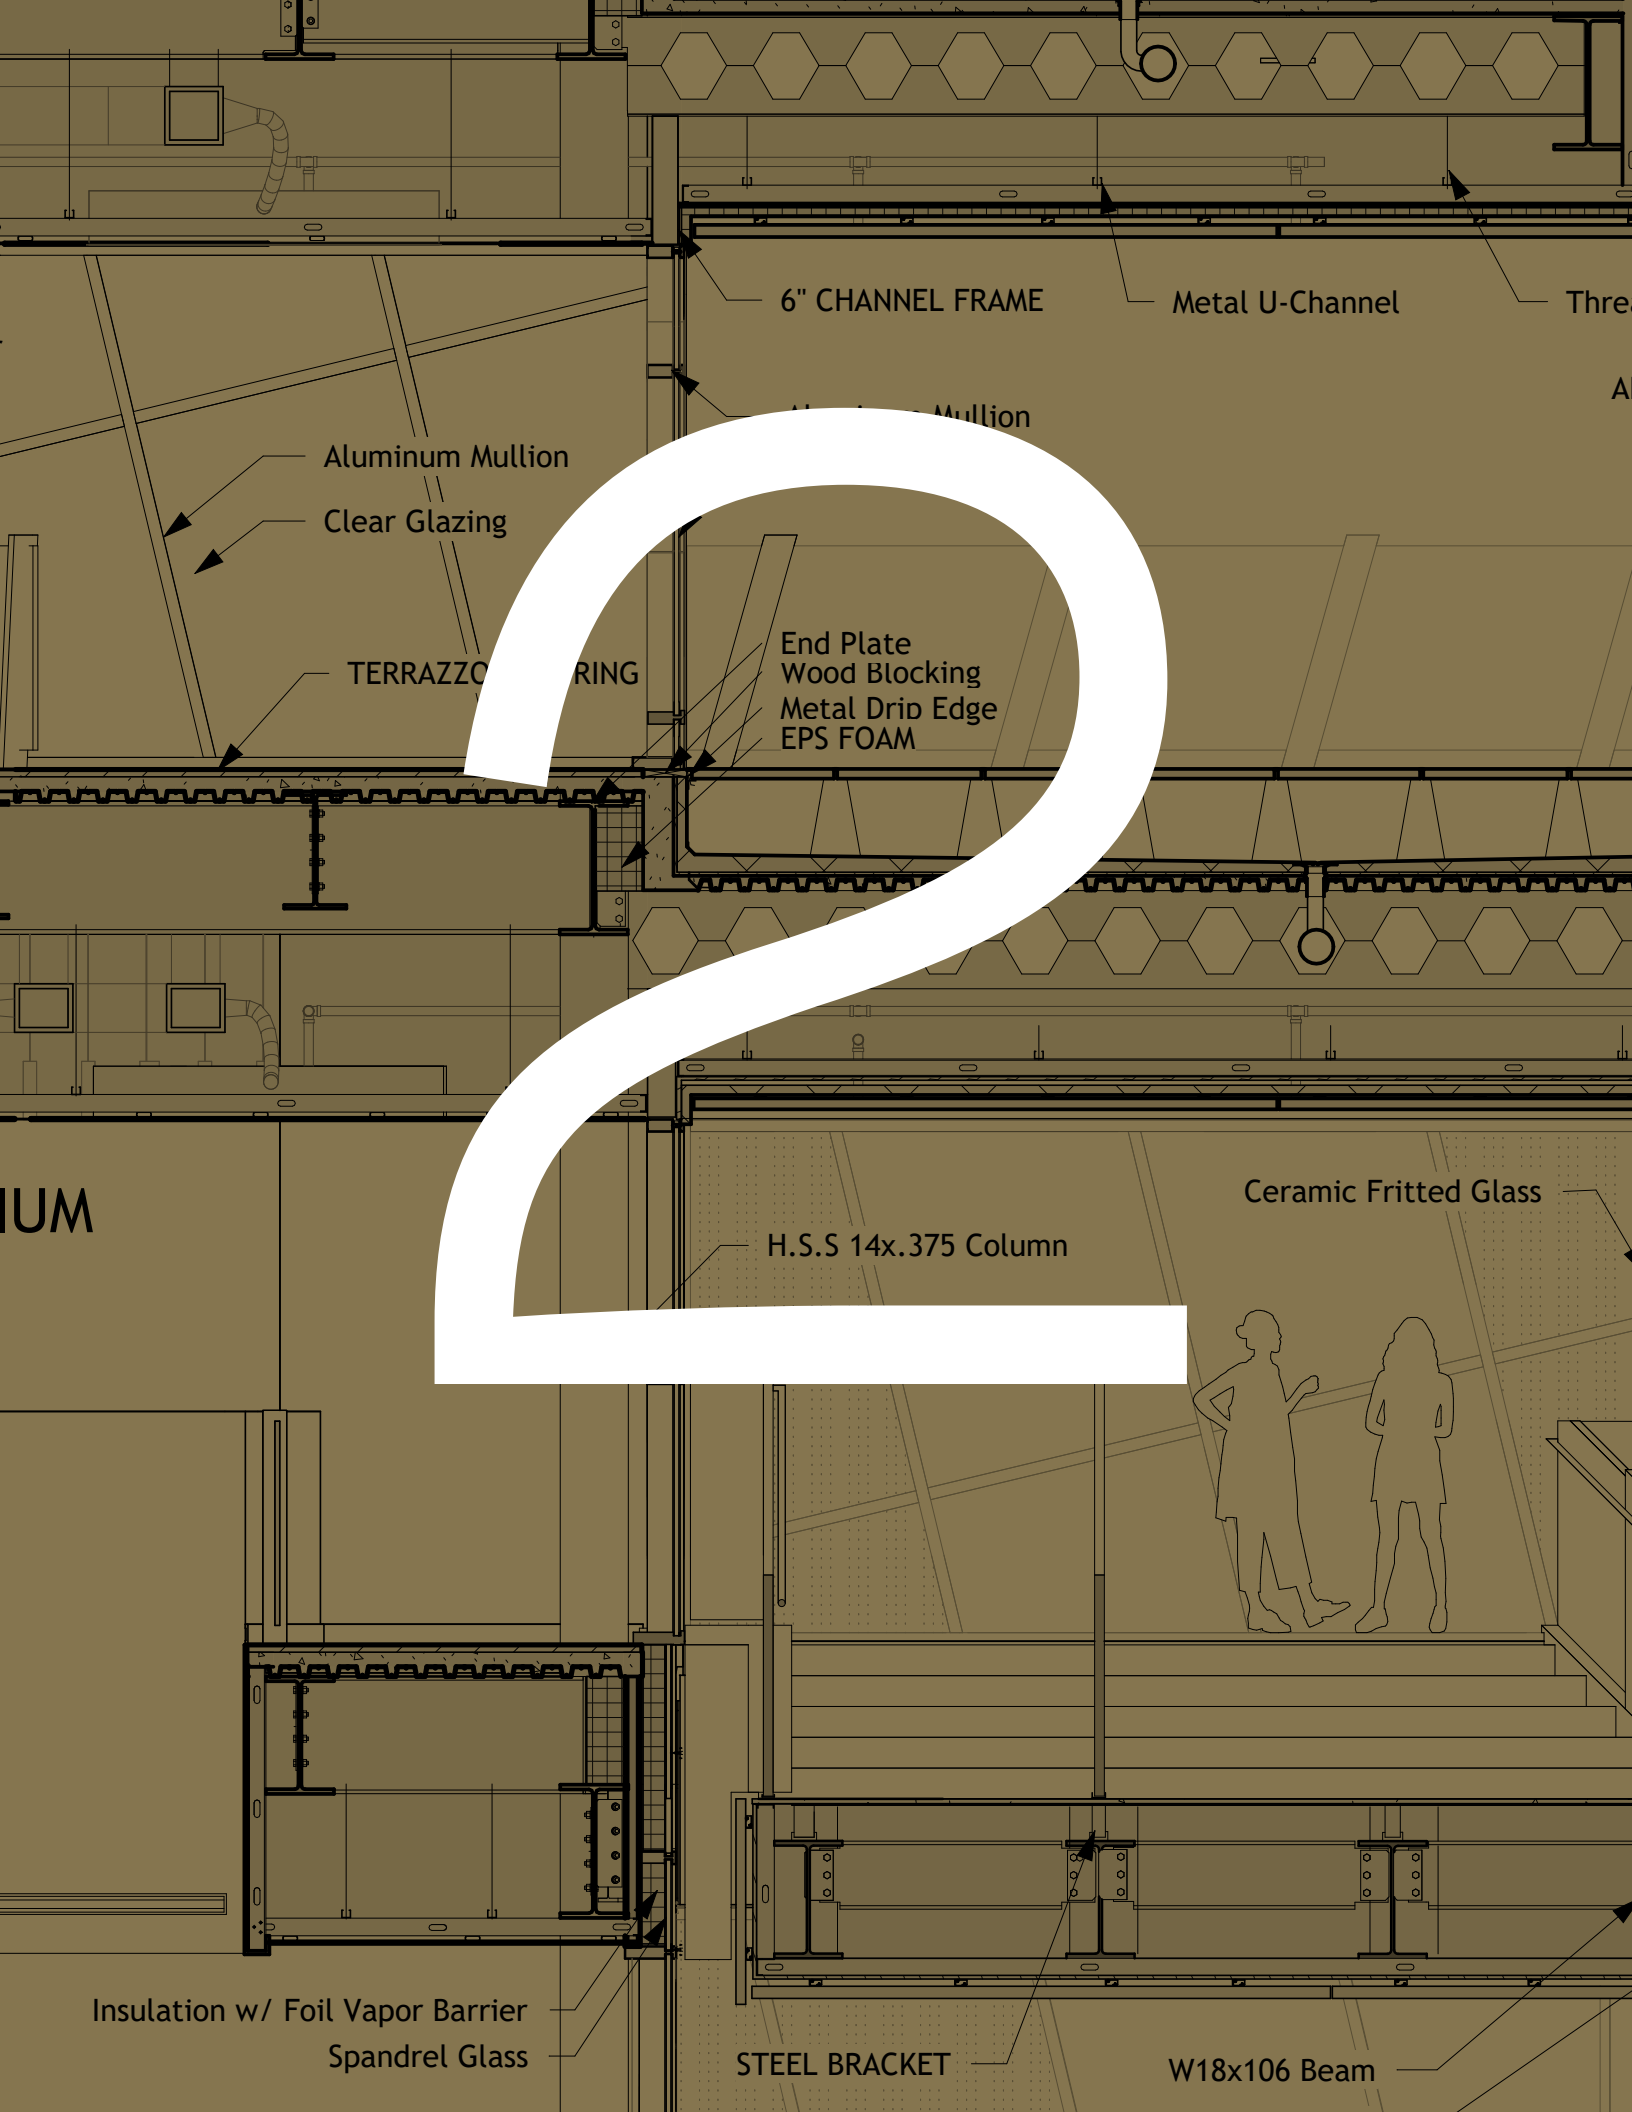 6" CHANNEL FRAME
Metal U-Channel
Mullion
Aluminum Mullion
Clear Glazing
2
End Plate
Wood Blocking
Metal Drip Edge
EPS FOAM
Ceramic Fritted Glass
H.S.S 14x.375 Column
Insulation w/ Foil Vapor Barrier
Spandrel Glass
STEEL BRACKET
W18x106 Beam